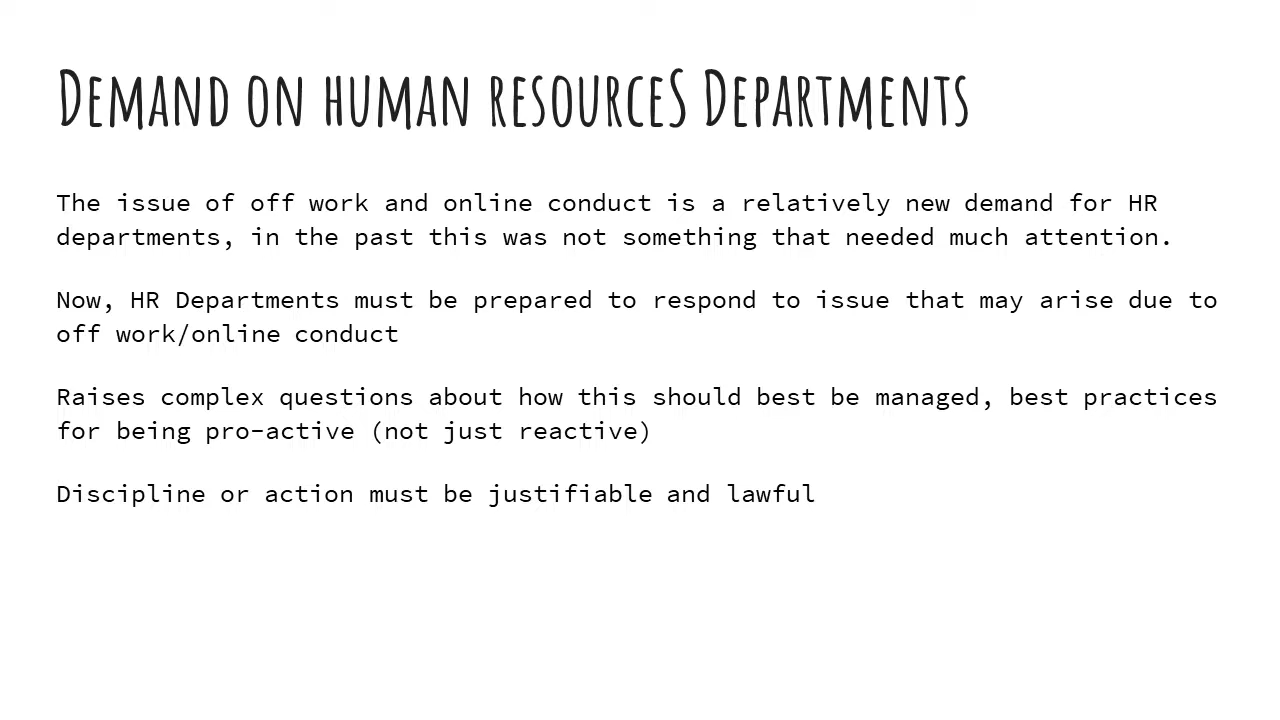 Demand on human resourceS Departments
The issue of off work and online conduct is a relatively new demand for HR
departments, in the past this was not something that needed much attention.
Now, HR Departments must be prepared to respond to issue that may arise due to
off work/online conduct
Raises complex questions about how this should best be managed, best practices
for being pro-active (not just reactive)
Discipline or action must be justifiable and lawful